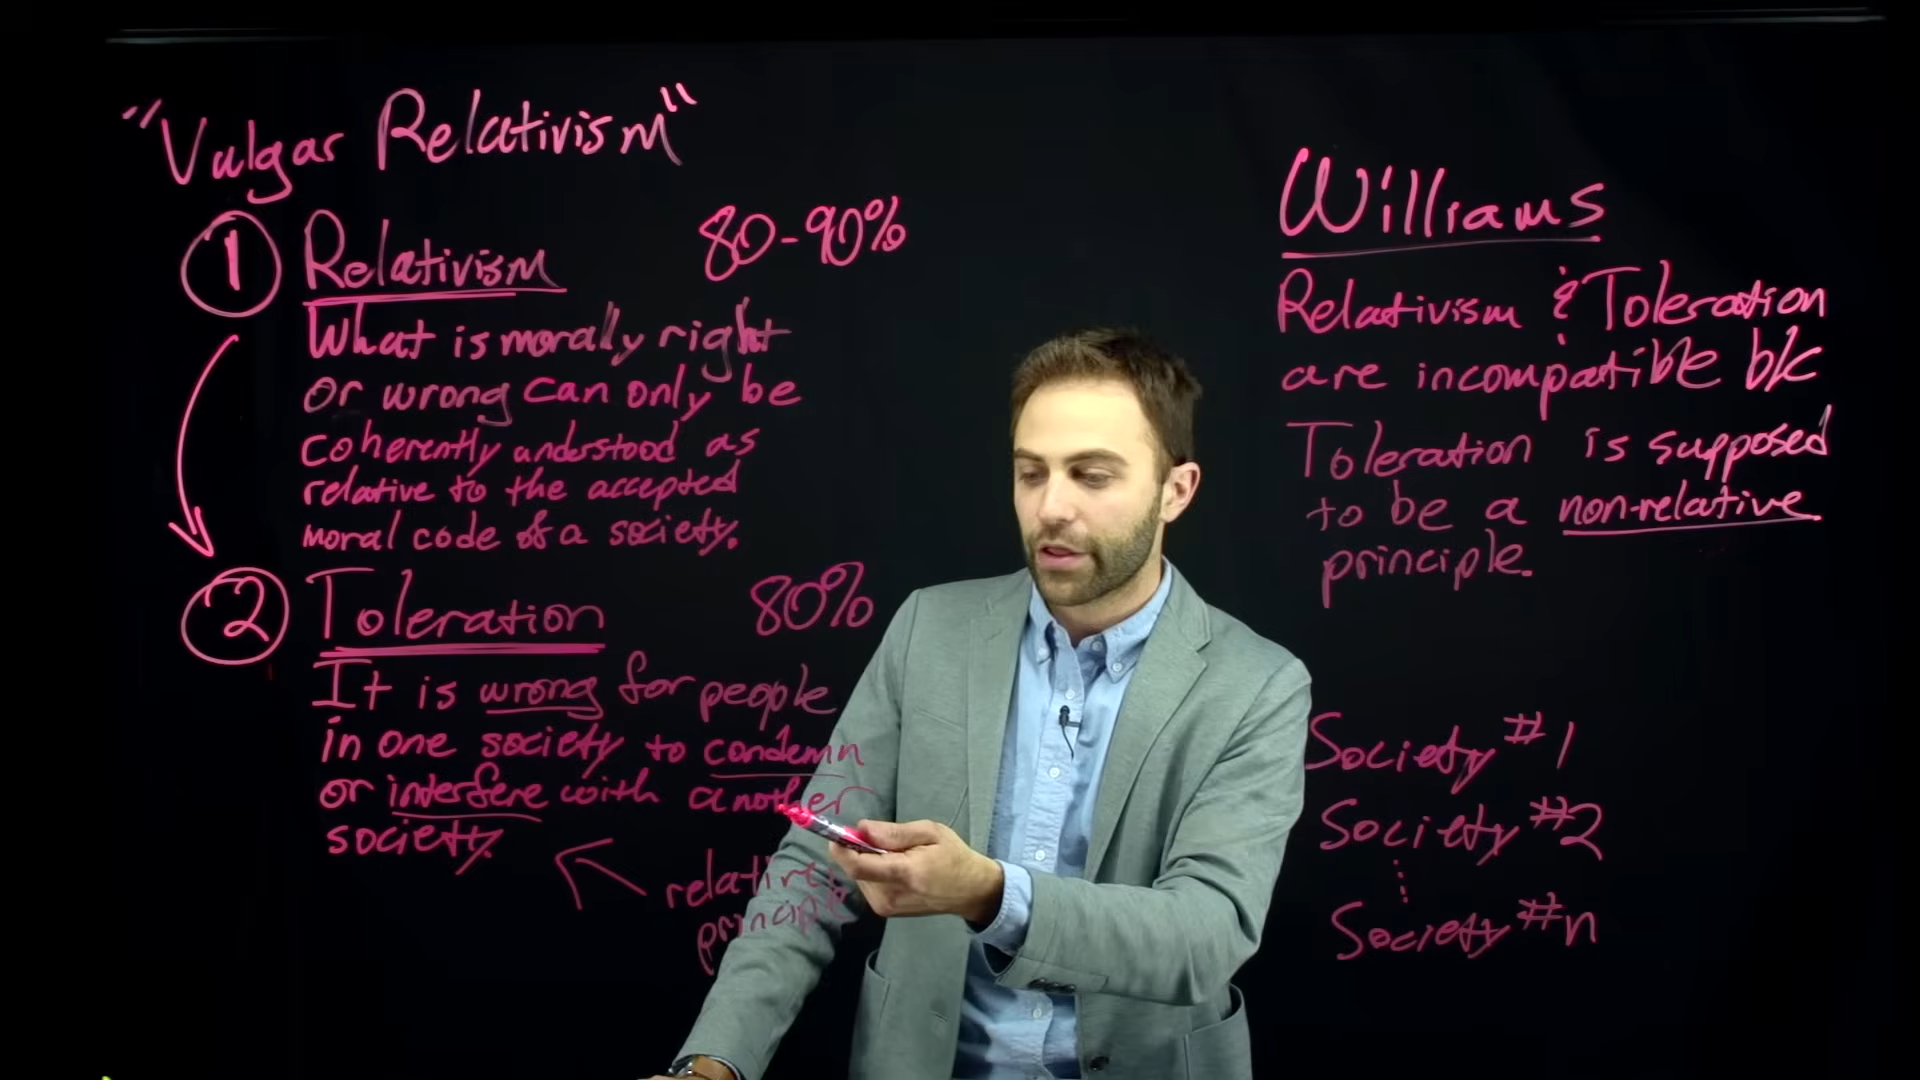 "Vulgar Relativism"
1 Relativism 80-90%
What is morally right
or wrong can only be
coherently understood as
relative to the accepted
moral code of a society.
2 Toleration 80%
It is wrong for people
in one society to condemn
or interfere with another
society.
relative
principle
Williams
Relativism & Toleration
are incompatible b/c
Toleration is supposed
to be a non-relative
principle.
Society #1
Society #2
Society #n